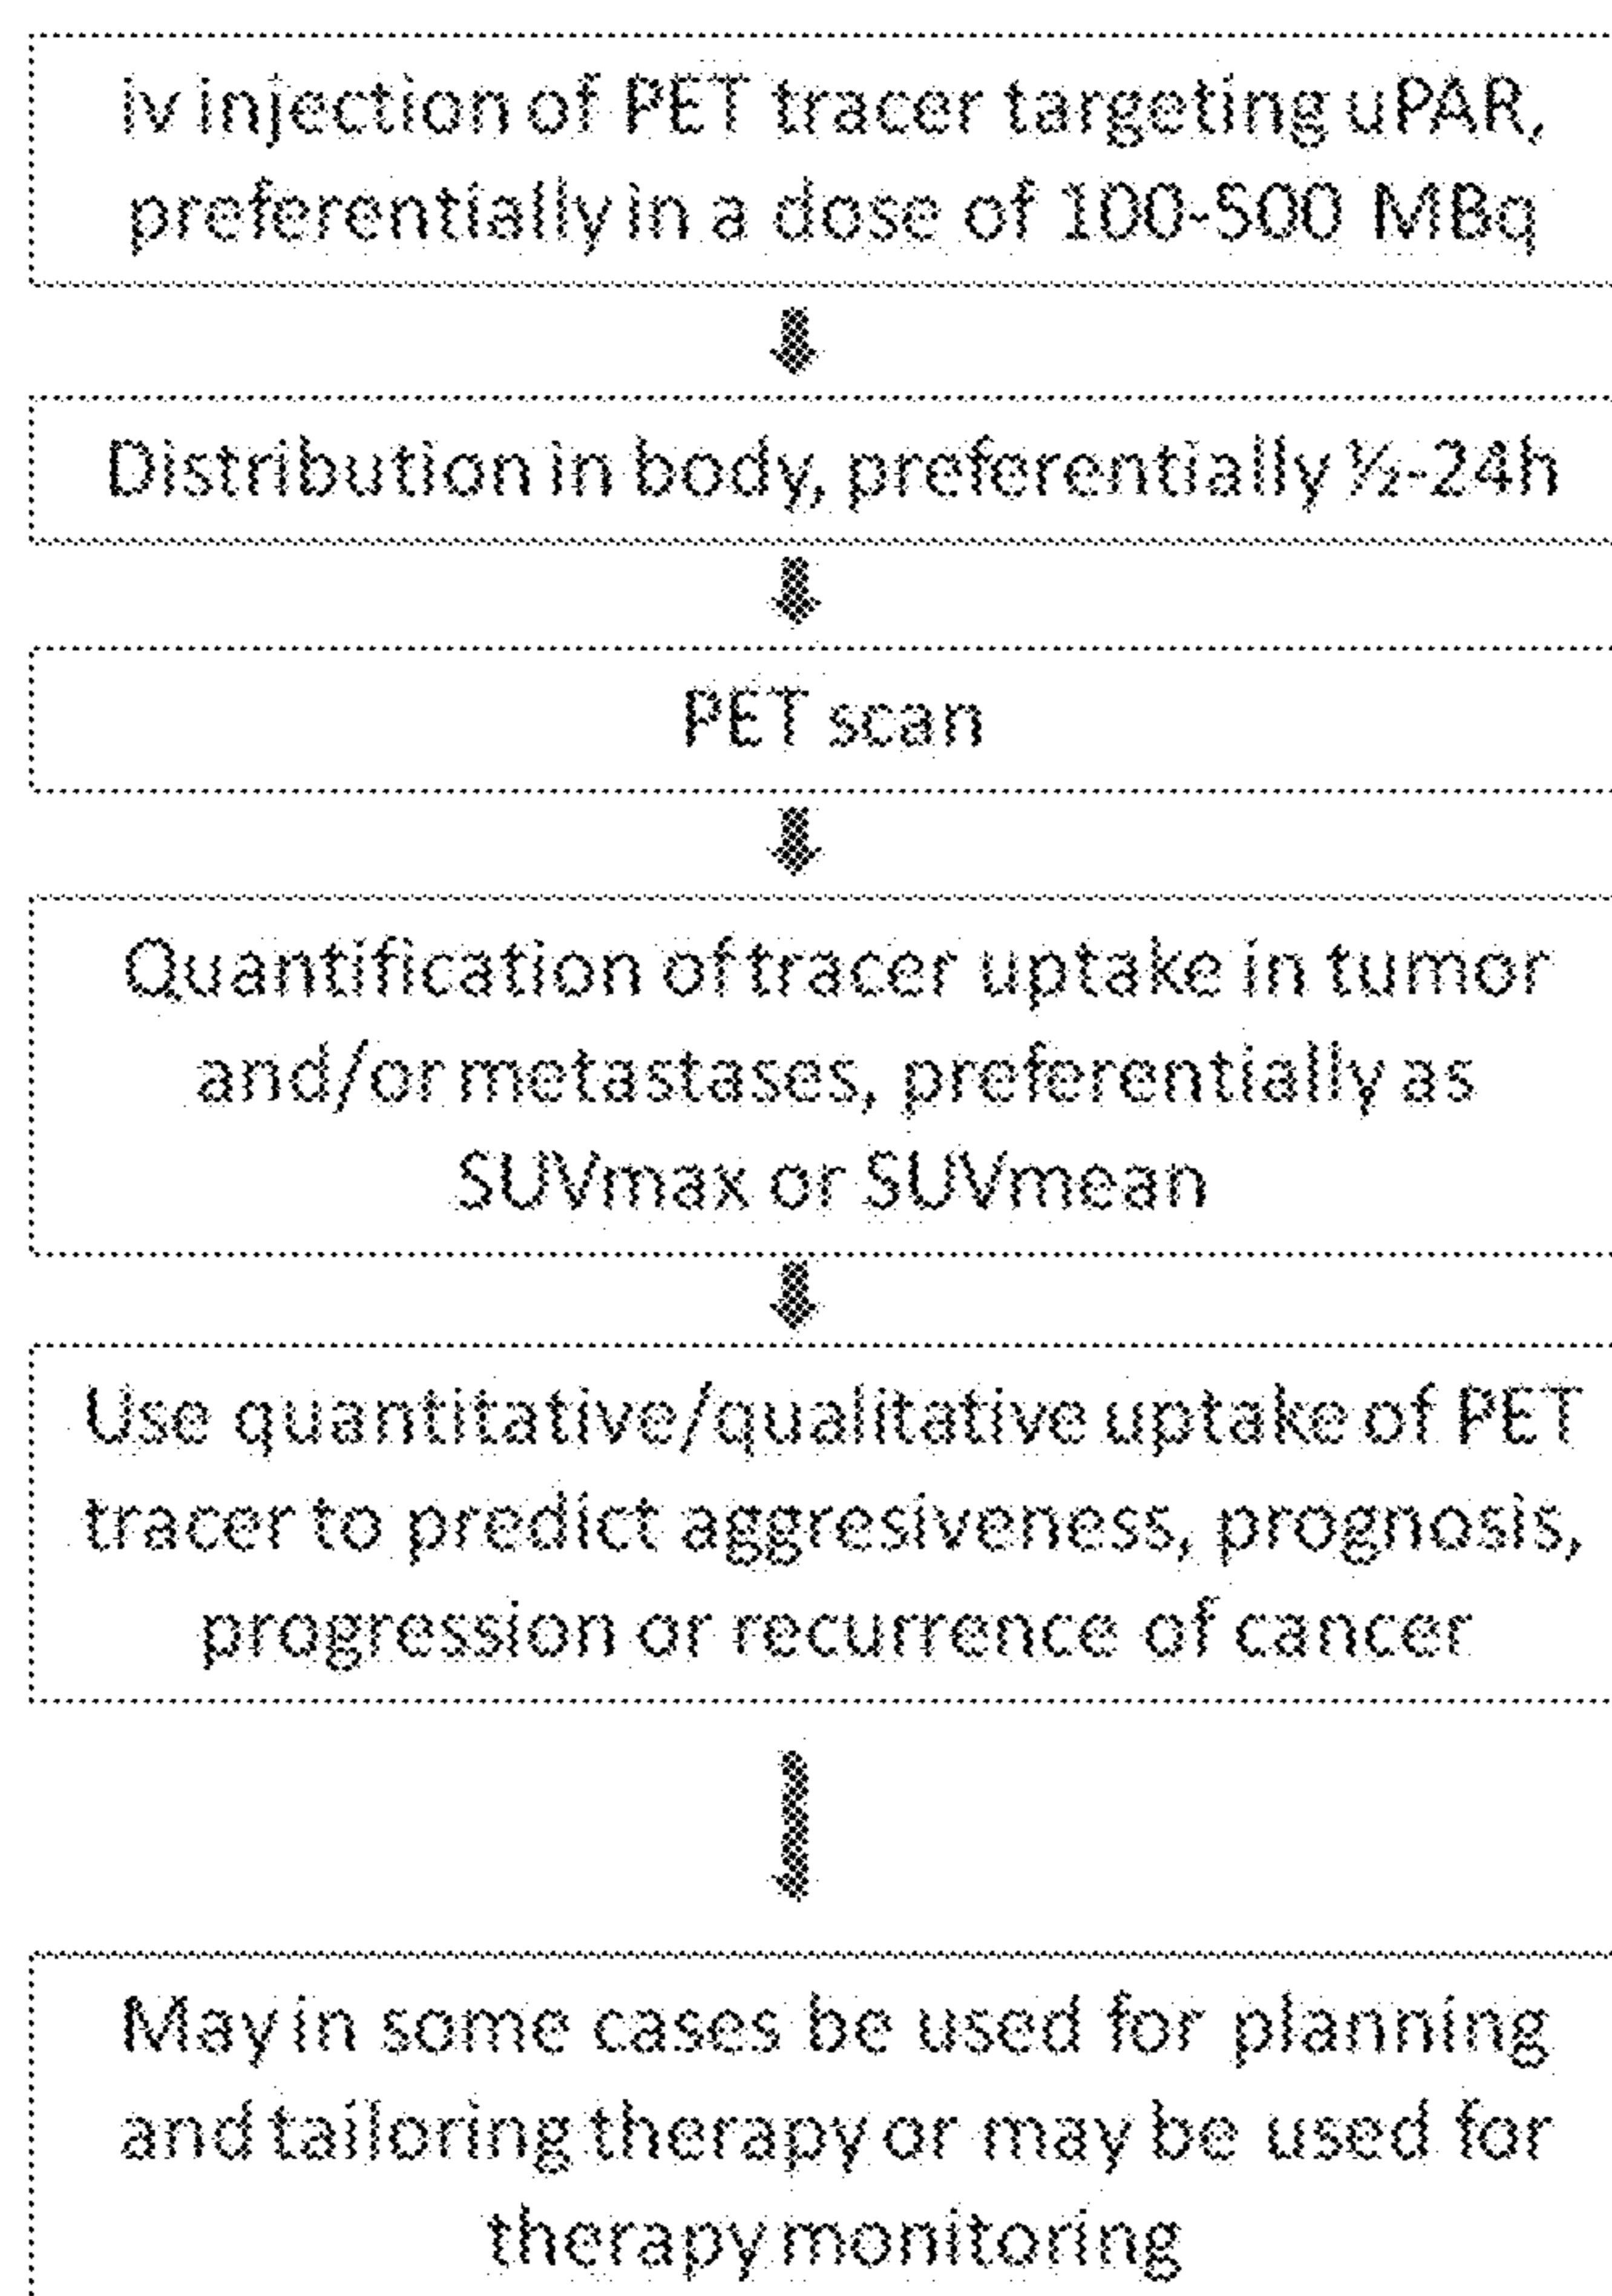 iv injection of PET tracer targeting uPAR,
preferentially in a dose of 100-500 MBq
Distribution in body, preferentially ½-24h
PET scan
Quantification of tracer uptake in tumor
and/or metastases, preferentially as
SUVmax or SUVmean
Use quantitative/qualitative uptake of PET
tracer to predict aggresiveness, prognosis,
progression or recurrence of cancer
May in some cases be used for planning
and tailoring therapy or may be used for
therapy monitoring